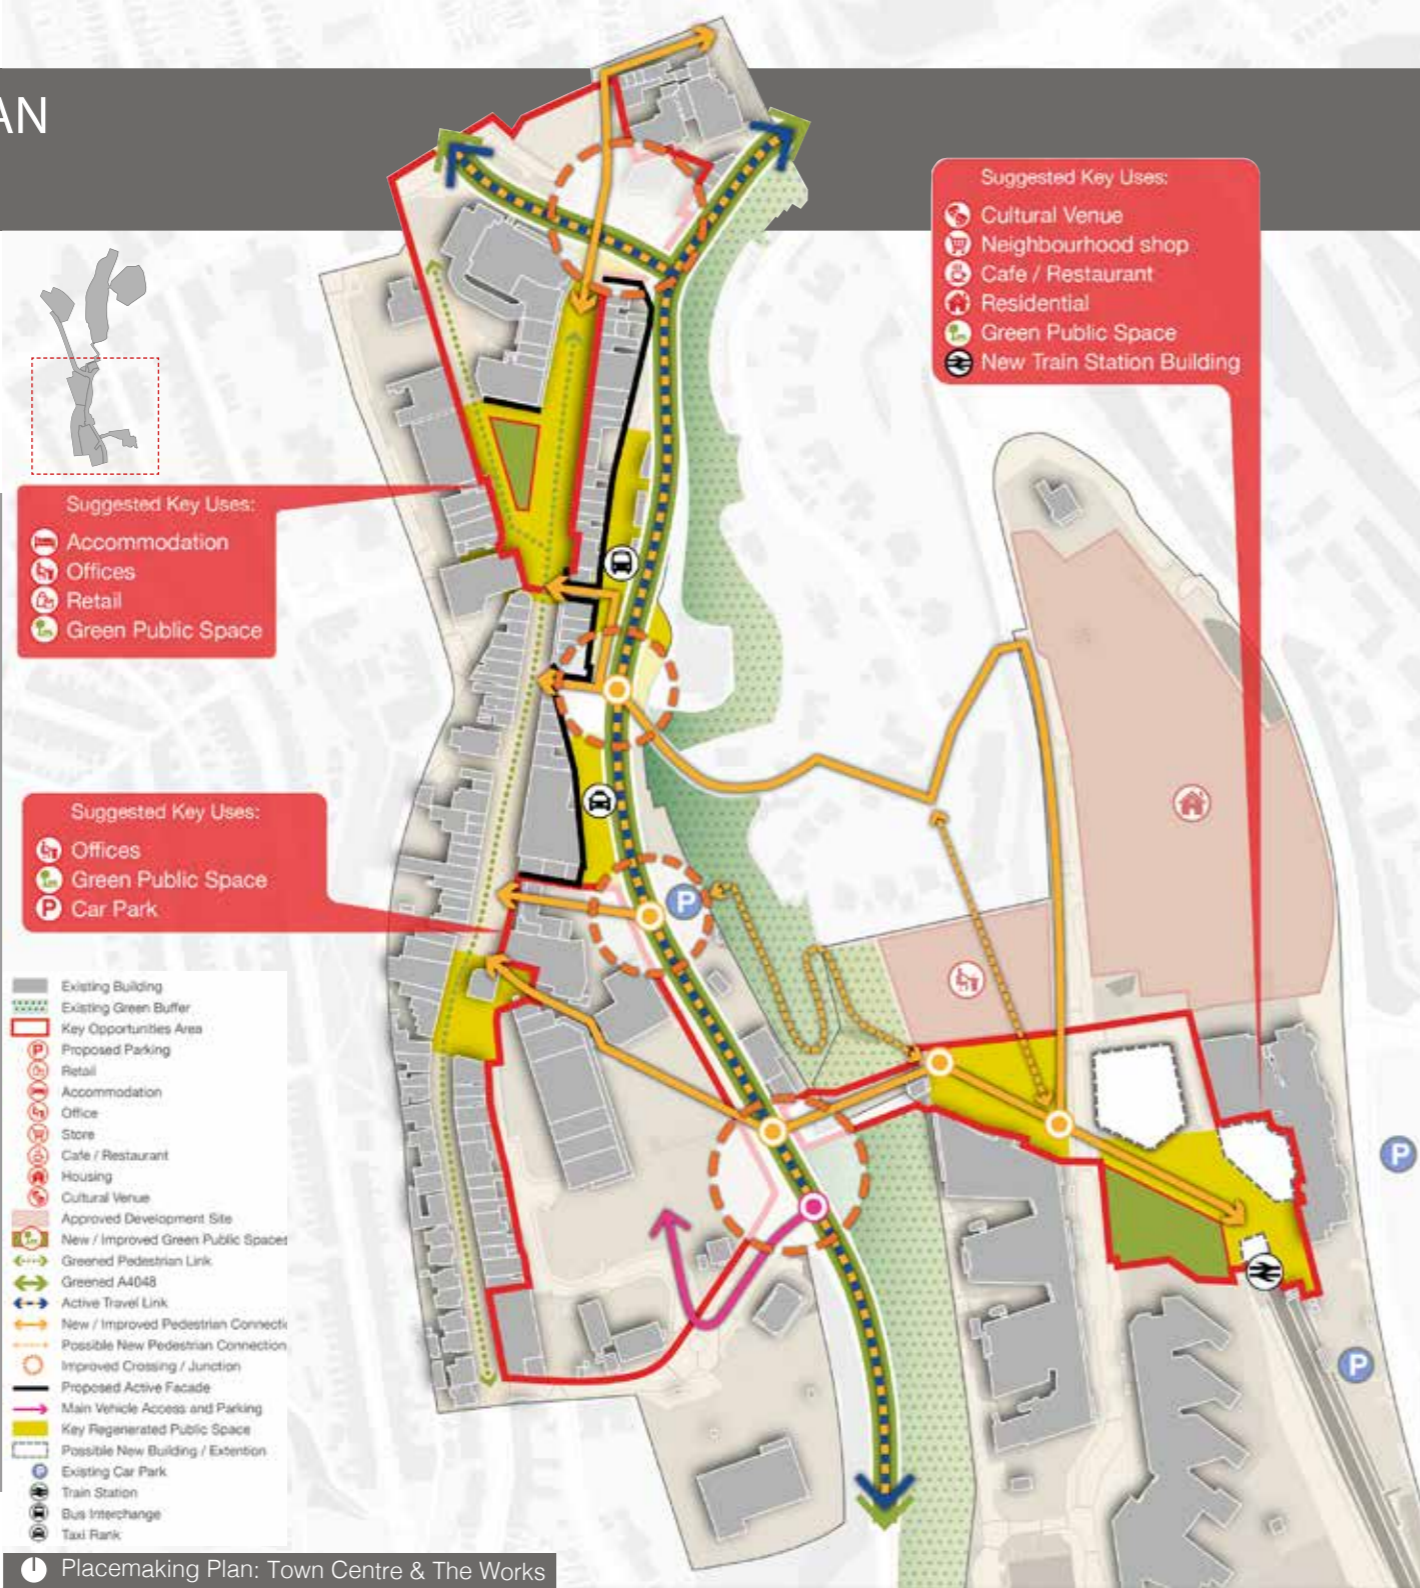 AN
Suggested Key Uses:
Cultural Venue
Neighbourhood shop
Cafe / Restaurant
Residential
Green Public Space
New Train Station Building
Suggested Key Uses:
Accommodation
Offices
Retail
Green Public Space
Suggested Key Uses:
Offices
Green Public Space
P Car Park
P
P
P
Existing Building
Existing Green Buffer
Key Opportunities Area
P Proposed Parking
Retail
Accommodation
Office
Store
Cafe / Restaurant
Housing
Cultural Venue
Approved Development Site
New / Improved Green Public Spaces
Greened Pedestrian Link
Greened A4048
Active Travel Link
New / Improved Pedestrian Connecti
Possible New Pedestrian Connection
Improved Crossing / Junction
Proposed Active Facade
Main Vehicle Access and Parking
Key Regenerated Public Space
Possible New Building / Extention
P Existing Car Park
Train Station
Bus Interchange
Taxi Rank
Placemaking Plan: Town Centre & The Works